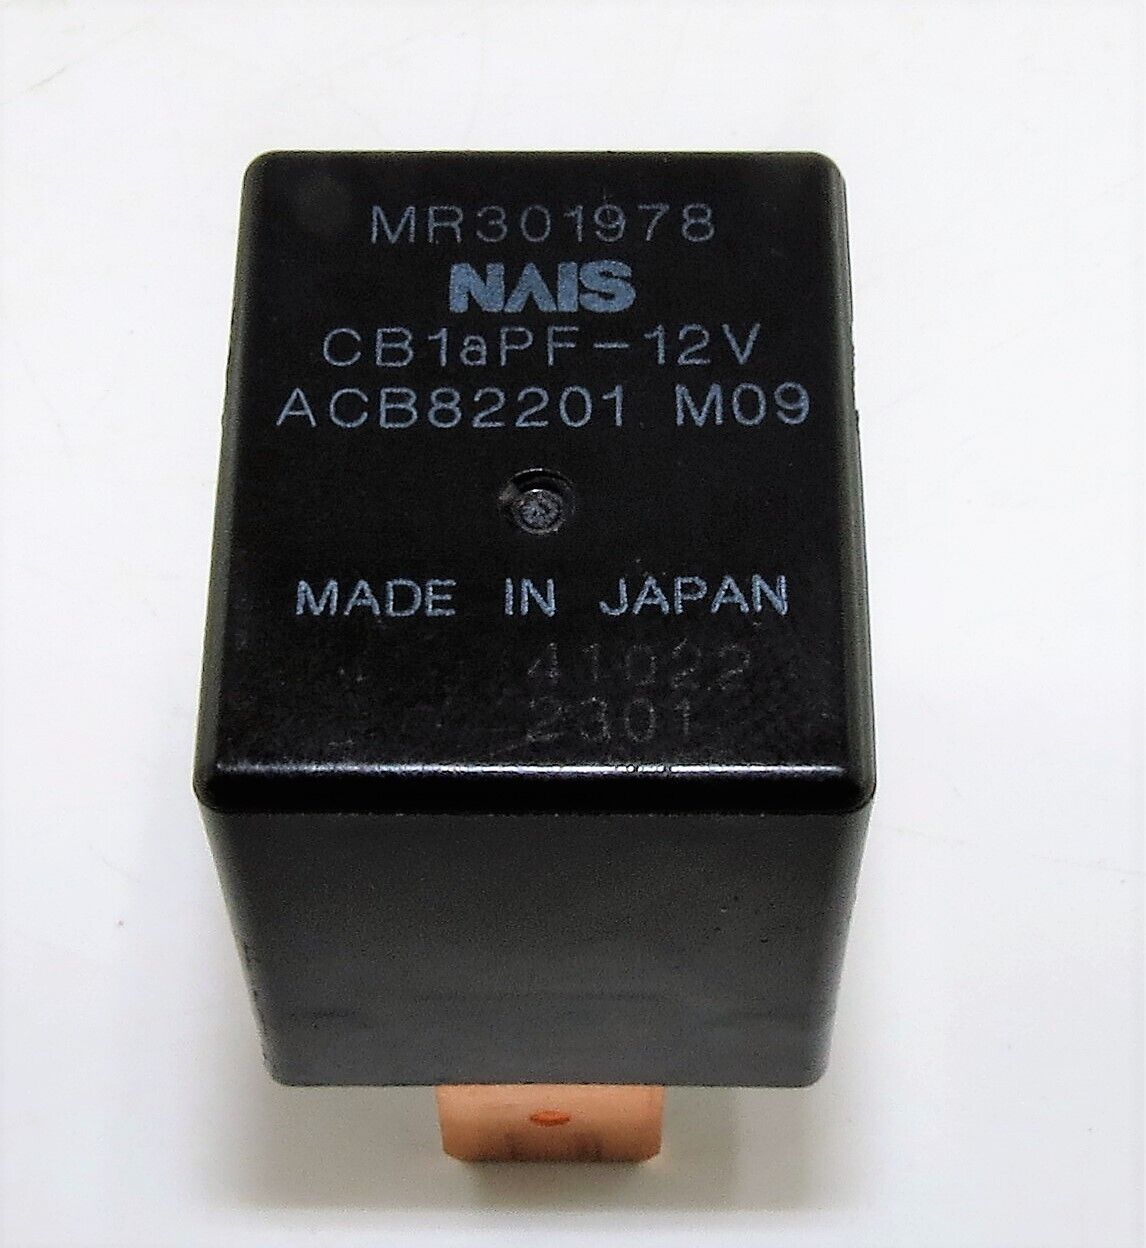 MR301978
NAIS
CB1aPF-12V
ACB82201 M09
MADE IN JAPAN
41022
2301